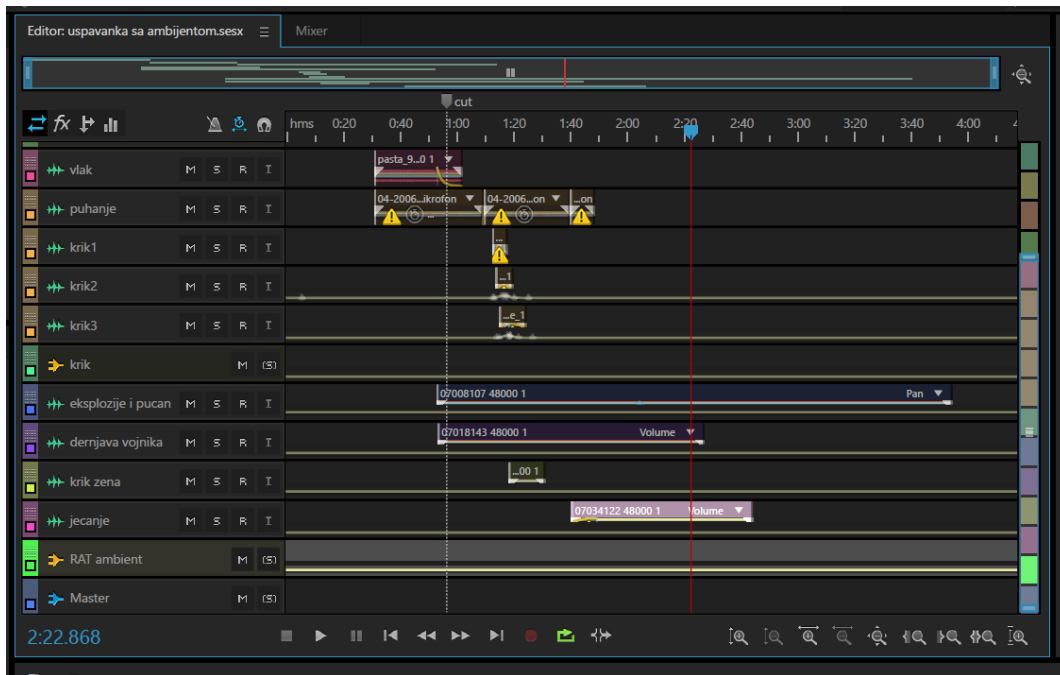 Editor: uspavanka sa ambijentom.sesx Mixer
cut
fx hms 0:20 0:40 1:00 1:20 1:40 2:00 2:20 2:40 3:00 3:20 3:40 4:00
vlak M S R I pasta_9...0 1
puhanje M S R I 04-2006...ikrofon 04-2006...on ...on
krik1 M S R I ...
krik2 M S R I ...1
krik3 M S R I ...e_1
krik M (S)
eksplozije i pucan M S R I 07008107 48000 1 Pan
dernjava vojnika M S R I 07018143 48000 1 Volume
krik zena M S R I ...00 1
jecanje M S R I 07034122 48000 1 Volume
RAT ambient M (S)
Master M (S)
2:22.868